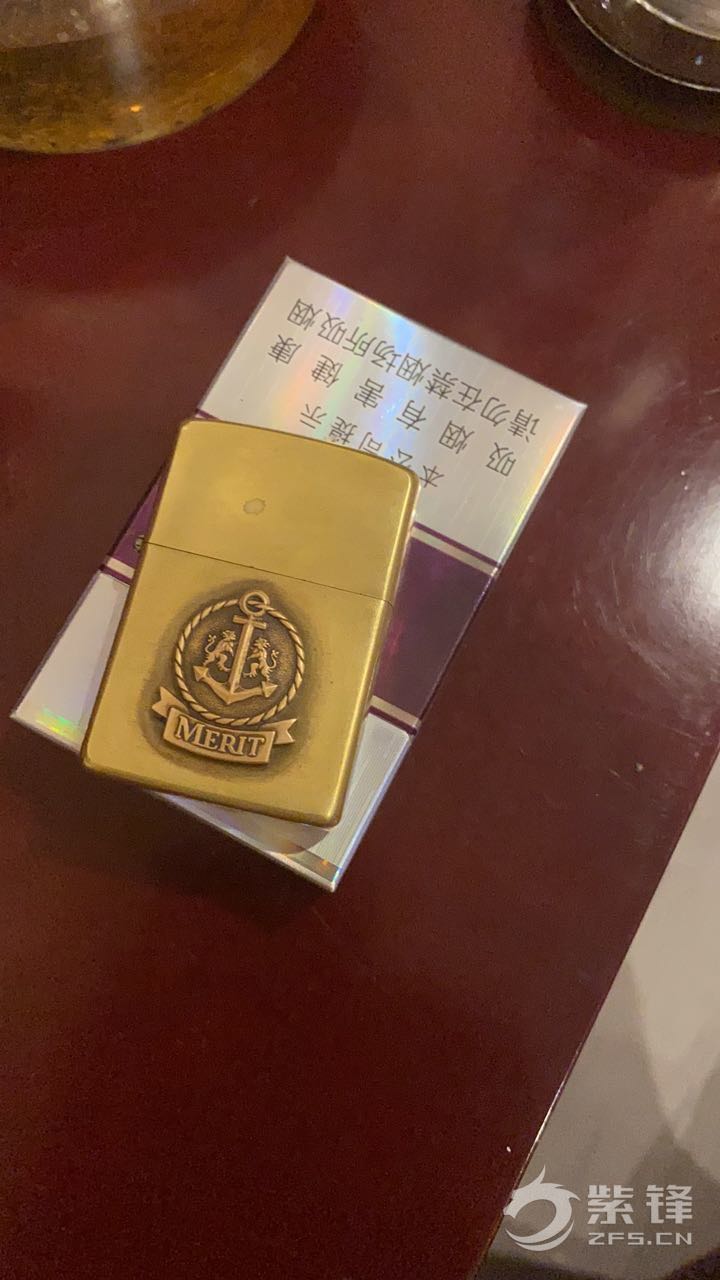 本公司提示
吸烟有害健康
请勿在禁烟场所吸烟
MERIT
紫锋
ZFS.CN